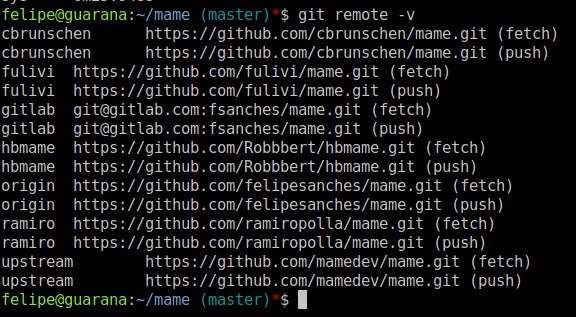 felipe@guarana:~/mame (master)*$ git remote -v
cbrunschen      https://github.com/cbrunschen/mame.git (fetch)
cbrunschen      https://github.com/cbrunschen/mame.git (push)
fulivi  https://github.com/fulivi/mame.git (fetch)
fulivi  https://github.com/fulivi/mame.git (push)
gitlab  git@gitlab.com:fsanches/mame.git (fetch)
gitlab  git@gitlab.com:fsanches/mame.git (push)
hbmame  https://github.com/Robbbert/hbmame.git (fetch)
hbmame  https://github.com/Robbbert/hbmame.git (push)
origin  https://github.com/felipesanches/mame.git (fetch)
origin  https://github.com/felipesanches/mame.git (push)
ramiro  https://github.com/ramiropolla/mame.git (fetch)
ramiro  https://github.com/ramiropolla/mame.git (push)
upstream        https://github.com/mamedev/mame.git (fetch)
upstream        https://github.com/mamedev/mame.git (push)
felipe@guarana:~/mame (master)*$